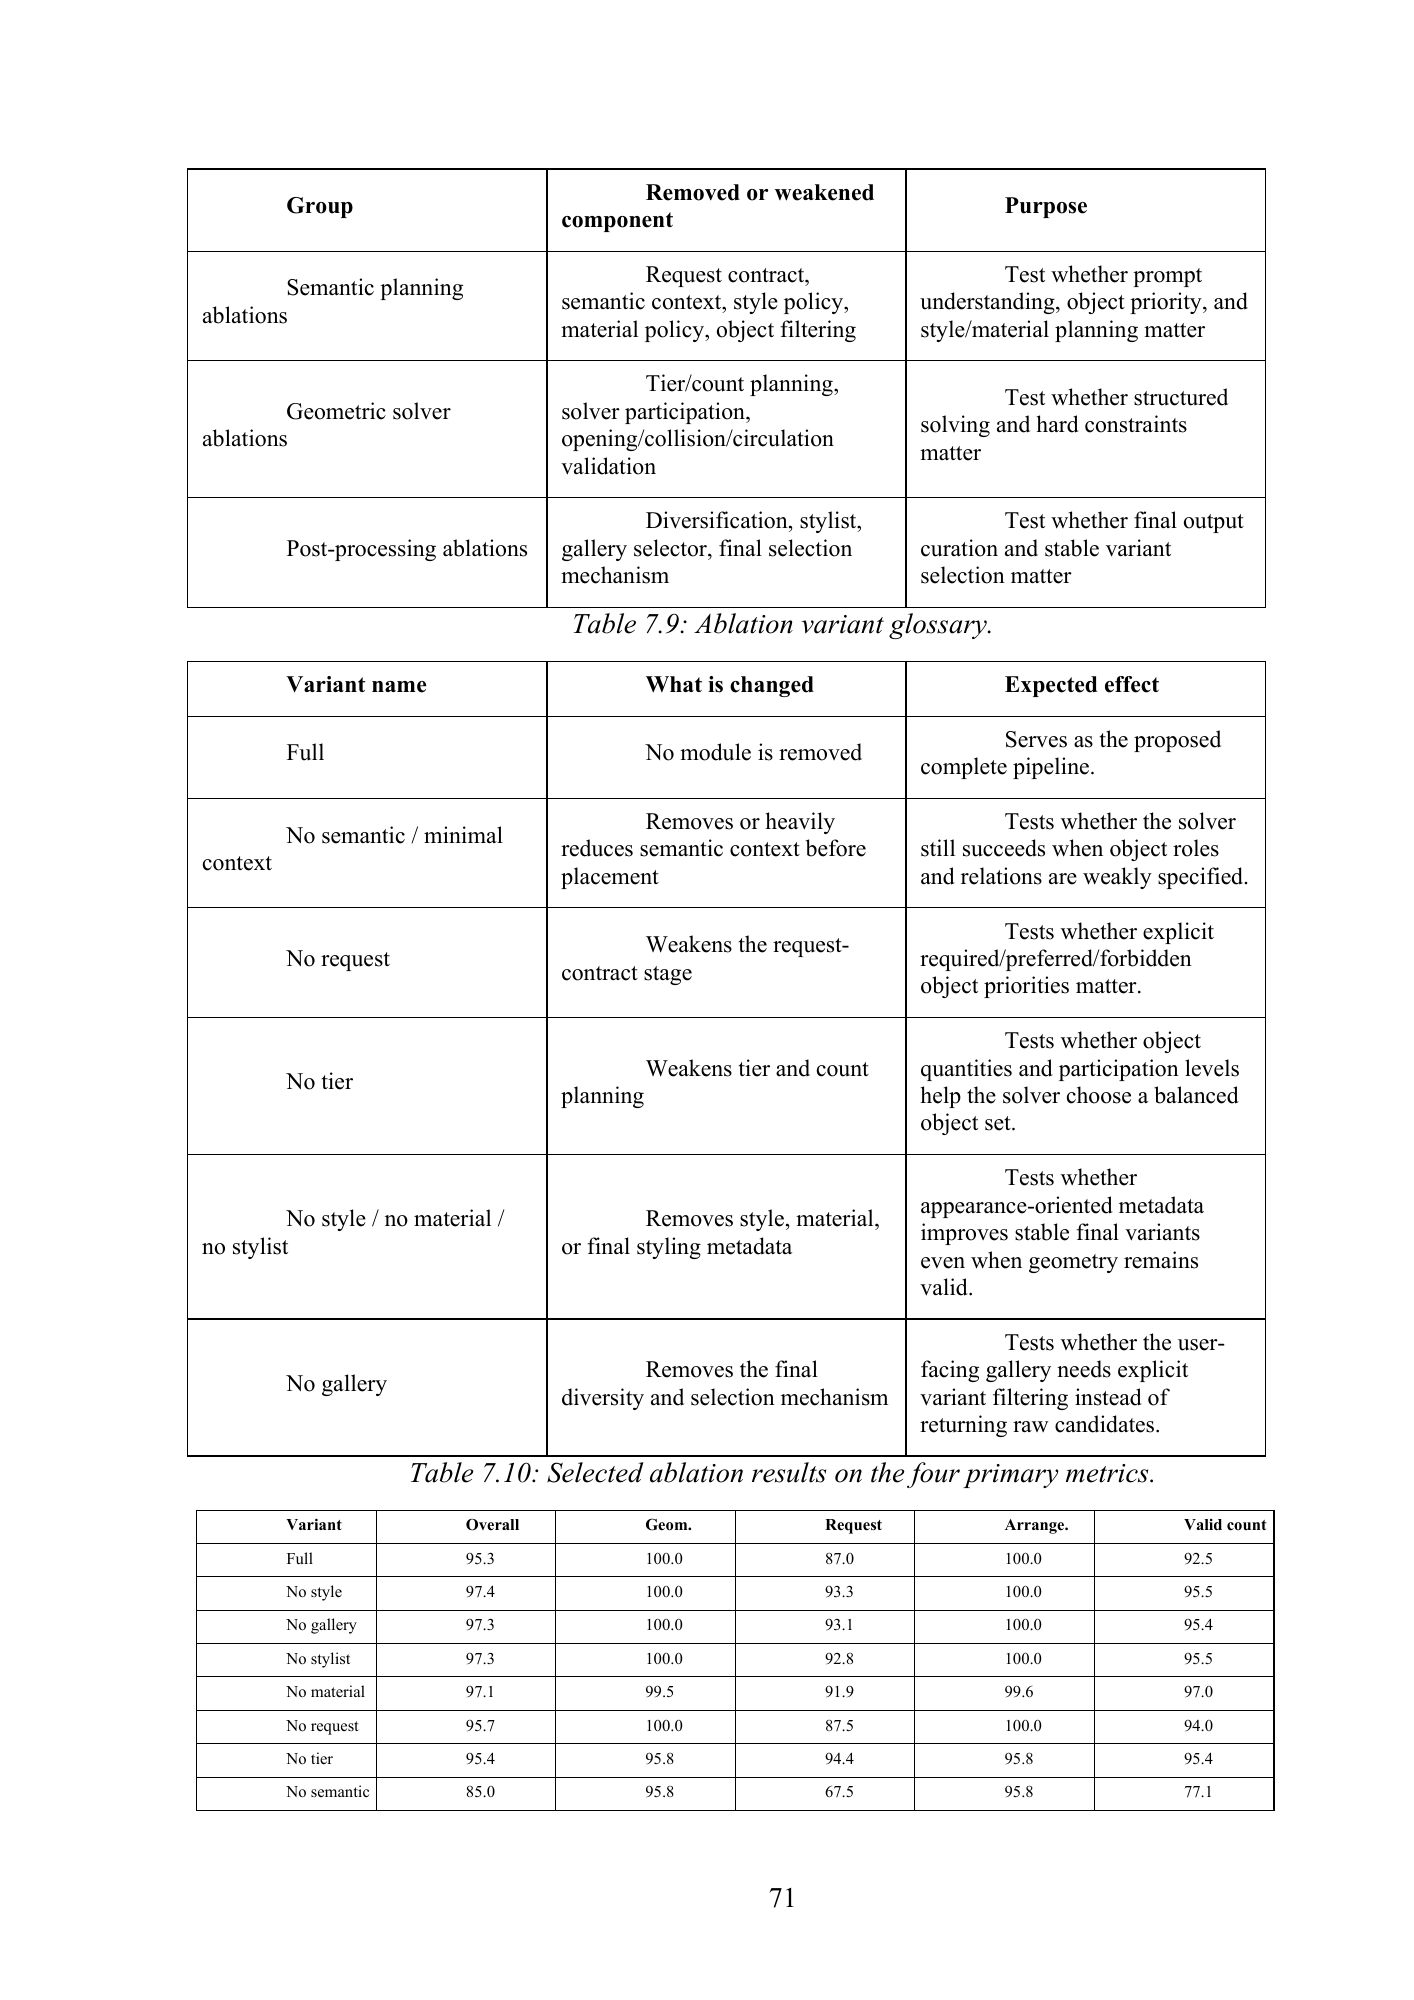 Group
Removed or weakened
component
Purpose
Semantic planning
ablations
Request contract,
semantic context, style policy,
material policy, object filtering
Test whether prompt
understanding, object priority, and
style/material planning matter
Geometric solver
ablations
Tier/count planning,
solver participation,
opening/collision/circulation
validation
Test whether structured
solving and hard constraints
matter
Post-processing ablations
Diversification, stylist,
gallery selector, final selection
mechanism
Test whether final output
curation and stable variant
selection matter
Table 7.9: Ablation variant glossary.
Variant name
What is changed
Expected effect
Full
No module is removed
Serves as the proposed
complete pipeline.
No semantic / minimal
context
Removes or heavily
reduces semantic context before
placement
Tests whether the solver
still succeeds when object roles
and relations are weakly specified.
No request
Weakens the request-
contract stage
Tests whether explicit
required/preferred/forbidden
object priorities matter.
No tier
Weakens tier and count
planning
Tests whether object
quantities and participation levels
help the solver choose a balanced
object set.
No style / no material /
no stylist
Removes style, material,
or final styling metadata
Tests whether
appearance-oriented metadata
improves stable final variants
even when geometry remains
valid.
No gallery
Removes the final
diversity and selection mechanism
Tests whether the user-
facing gallery needs explicit
variant filtering instead of
returning raw candidates.
Table 7.10: Selected ablation results on the four primary metrics.
Variant Overall Geom. Request Arrange. Valid count
Full 95.3 100.0 87.0 100.0 92.5
No style 97.4 100.0 93.3 100.0 95.5
No gallery 97.3 100.0 93.1 100.0 95.4
No stylist 97.3 100.0 92.8 100.0 95.5
No material 97.1 99.5 91.9 99.6 97.0
No request 95.7 100.0 87.5 100.0 94.0
No tier 95.4 95.8 94.4 95.8 95.4
No semantic 85.0 95.8 67.5 95.8 77.1
71